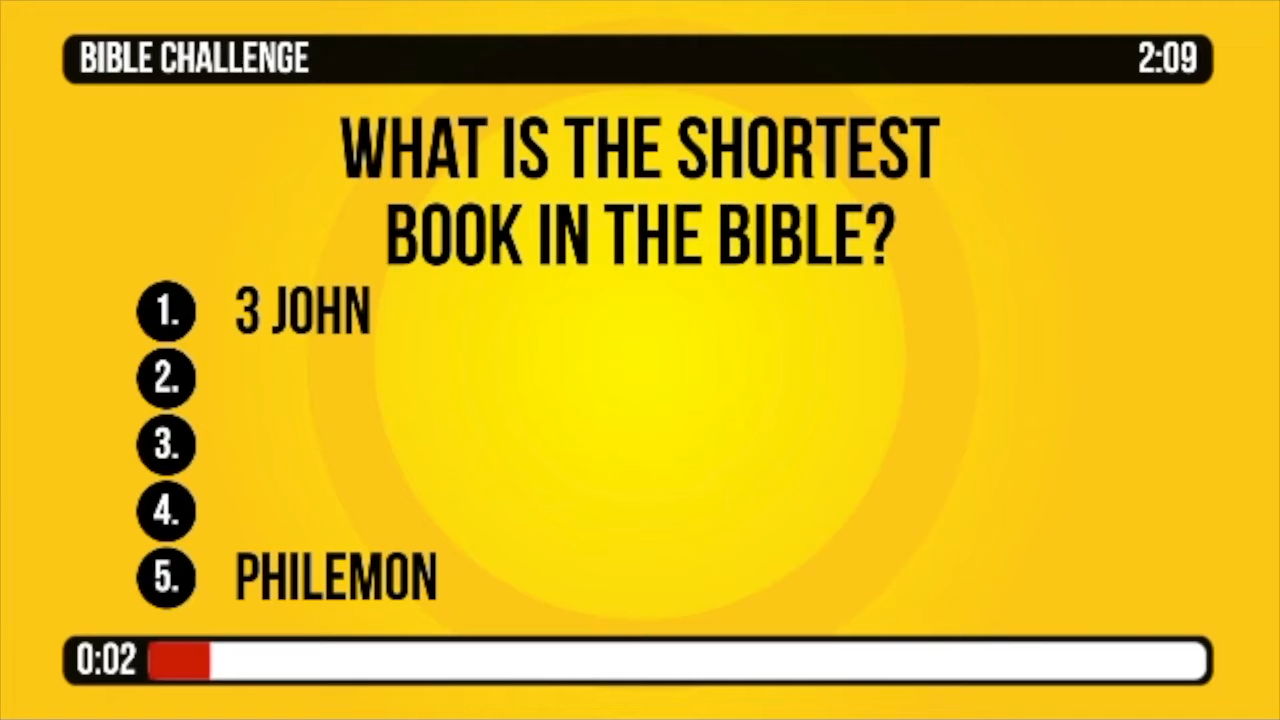 BIBLE CHALLENGE 2:09
WHAT IS THE SHORTEST
BOOK IN THE BIBLE?
1. 3 JOHN
2.
3.
4.
5. PHILEMON
0:02